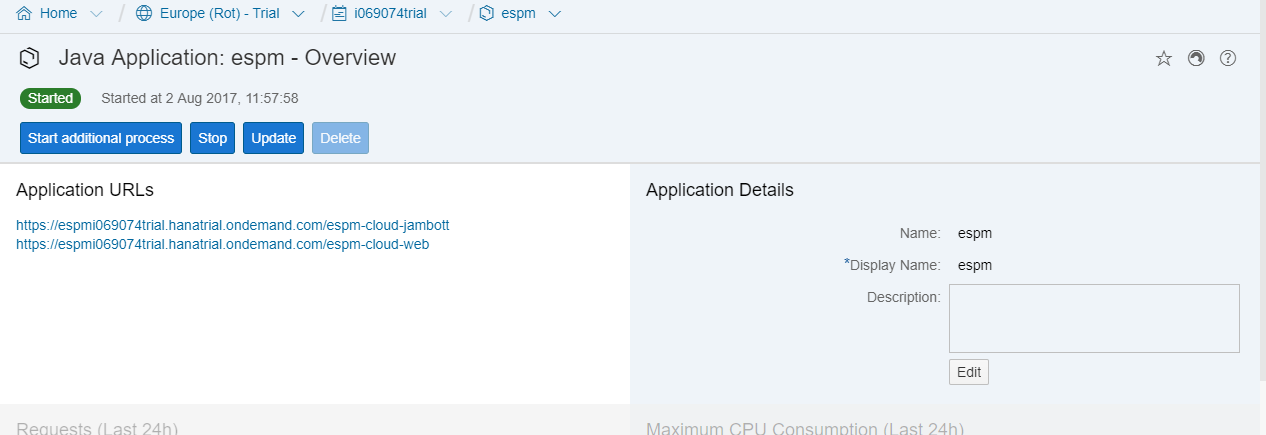 Home Europe (Rot) - Trial i069074trial espm
Java Application: espm - Overview
Started Started at 2 Aug 2017, 11:57:58
Start additional process Stop Update Delete
Application URLs
https://espmi069074trial.hanatrial.ondemand.com/espm-cloud-jambott
https://espmi069074trial.hanatrial.ondemand.com/espm-cloud-web
Application Details
Name: espm
*Display Name: espm
Description:
Edit
Requests (Last 24h)
Maximum CPU Consumption (Last 24h)